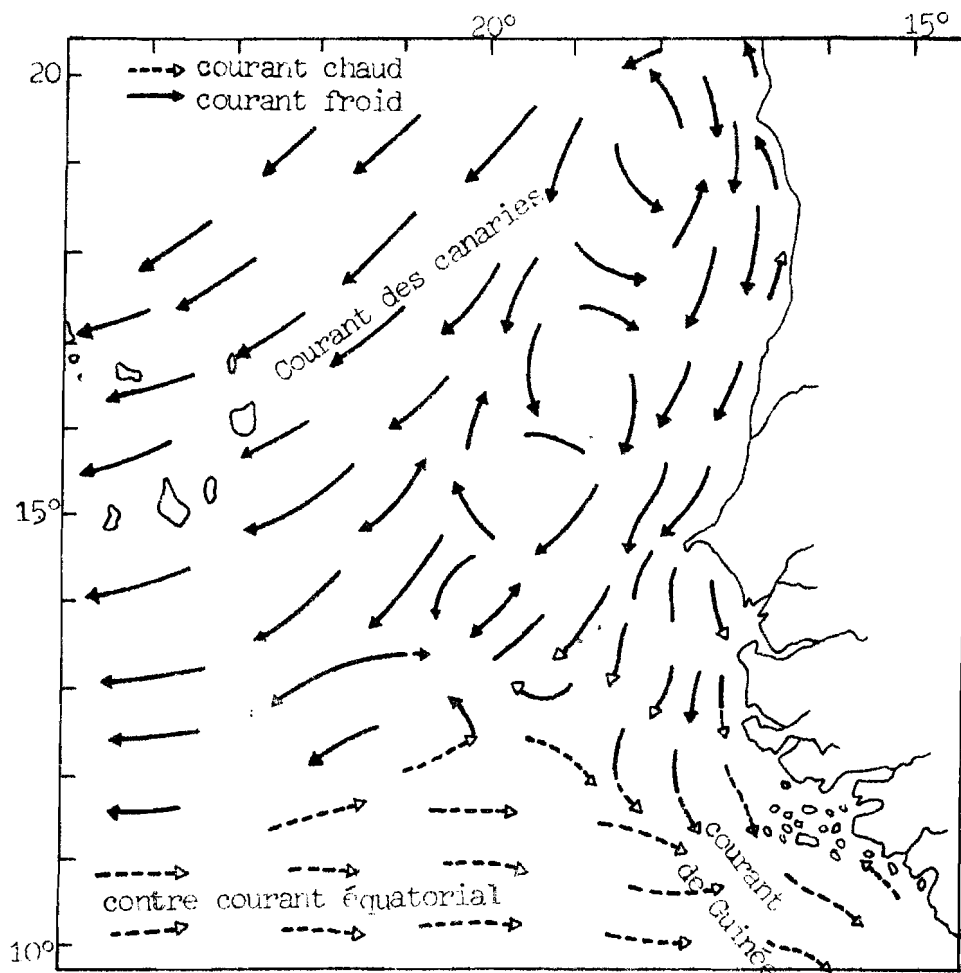 20° 15°
20
courant chaud
courant froid
Courant des canaries
15°
courant
de Guinée
contre courant équatorial
10°